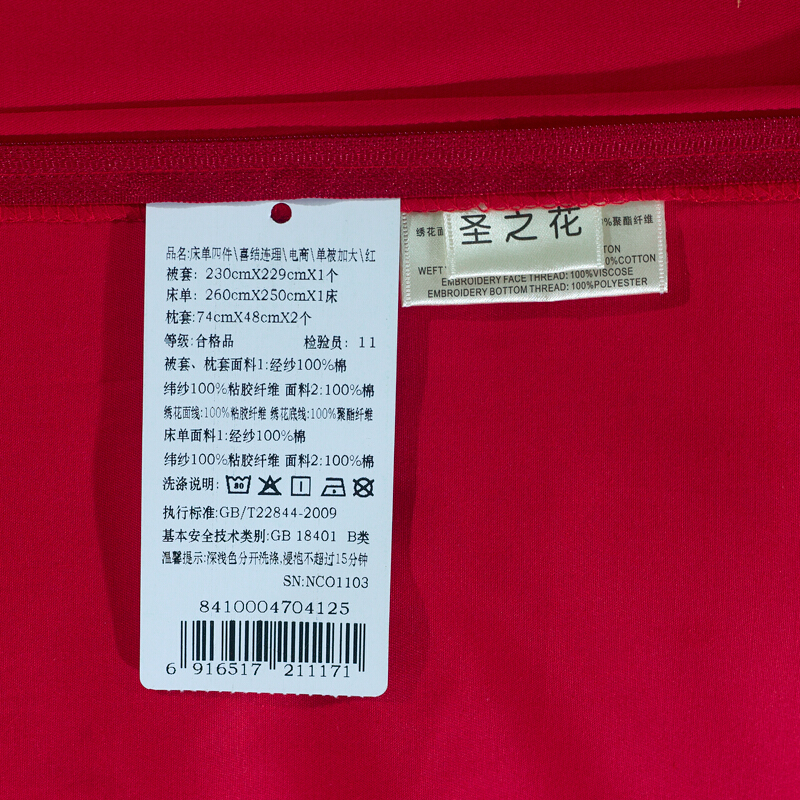 品名:床单四件\喜结连理\电商\单被加大\红
被套: 230cmX229cmX1个
床单: 260cmX250cmX1床
枕套:74cmX48cmX2个
等级:合格品 检验员: 11
被套、枕套面料1:经纱100%棉
纬纱100%粘胶纤维 面料2:100%棉
绣花面线:100%粘胶纤维 绣花底线:100%聚酯纤维
床单面料1:经纱100%棉
纬纱100%粘胶纤维 面料2:100%棉
洗涤说明:
执行标准:GB/T22844-2009
基本安全技术类别:GB 18401 B类
温馨提示:深浅色分开洗涤,浸抱不超过15分钟
SN:NCO1103
8410004704125
6 916517 211171
圣之花
绣花面
%聚酯纤维
TON
WEFT
0%COTTON
EMBROIDERY FACE THREAD: 100%VISCOSE
EMBROIDERY BOTTOM THREAD: 100%POLYESTER